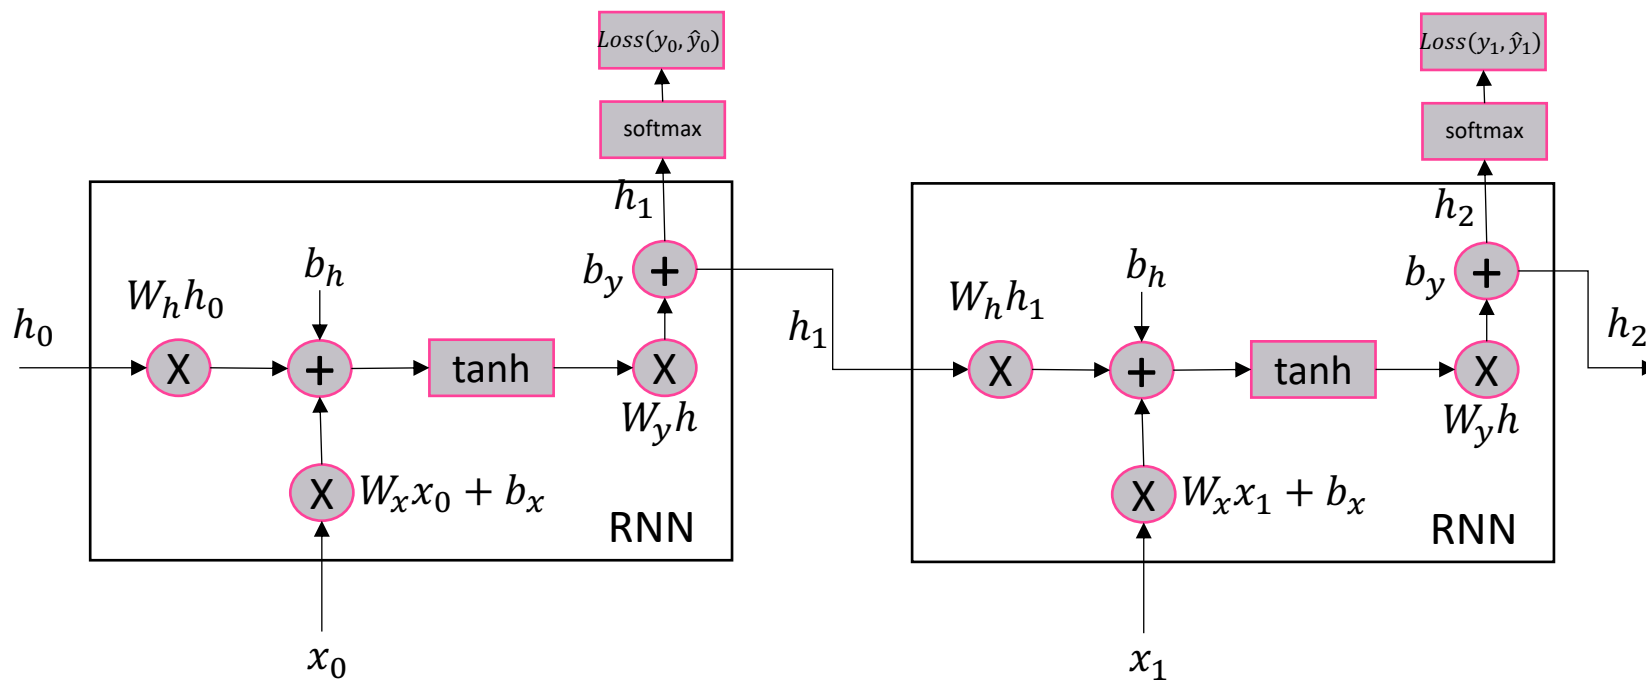 Loss(y₀, ŷ₀)
softmax
h₁
b_y
+
b_h
W_h h₀
h₀
X
+
tanh
X
W_y h
X
W_x x₀ + b_x
RNN
x₀
h₁
Loss(y₁, ŷ₁)
softmax
h₂
b_y
+
b_h
W_h h₁
X
+
tanh
X
W_y h
X
W_x x₁ + b_x
RNN
x₁
h₂